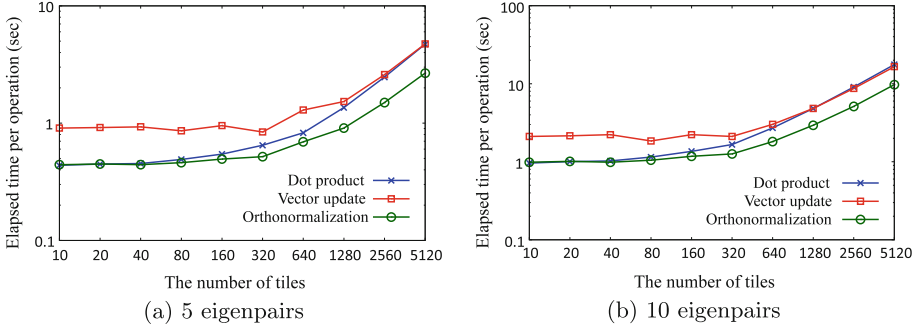 Elapsed time per operation (sec)
10
1
0.1
Dot product
Vector update
Orthonormalization
10 20 40 80 160 320 640 1280 2560 5120
The number of tiles
(a) 5 eigenpairs
Elapsed time per operation (sec)
100
10
1
0.1
Dot product
Vector update
Orthonormalization
10 20 40 80 160 320 640 1280 2560 5120
The number of tiles
(b) 10 eigenpairs